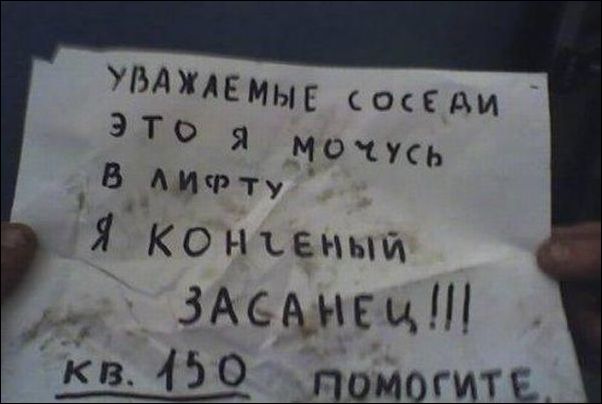 УВАЖАЕМЫЕ СОСЕДИ
ЭТО Я МОЧУСЬ
В ЛИФТУ
Я КОНЧЕНЫЙ
ЗАСАНЕЦ!!!
КВ. 150 ПОМОГИТЕ